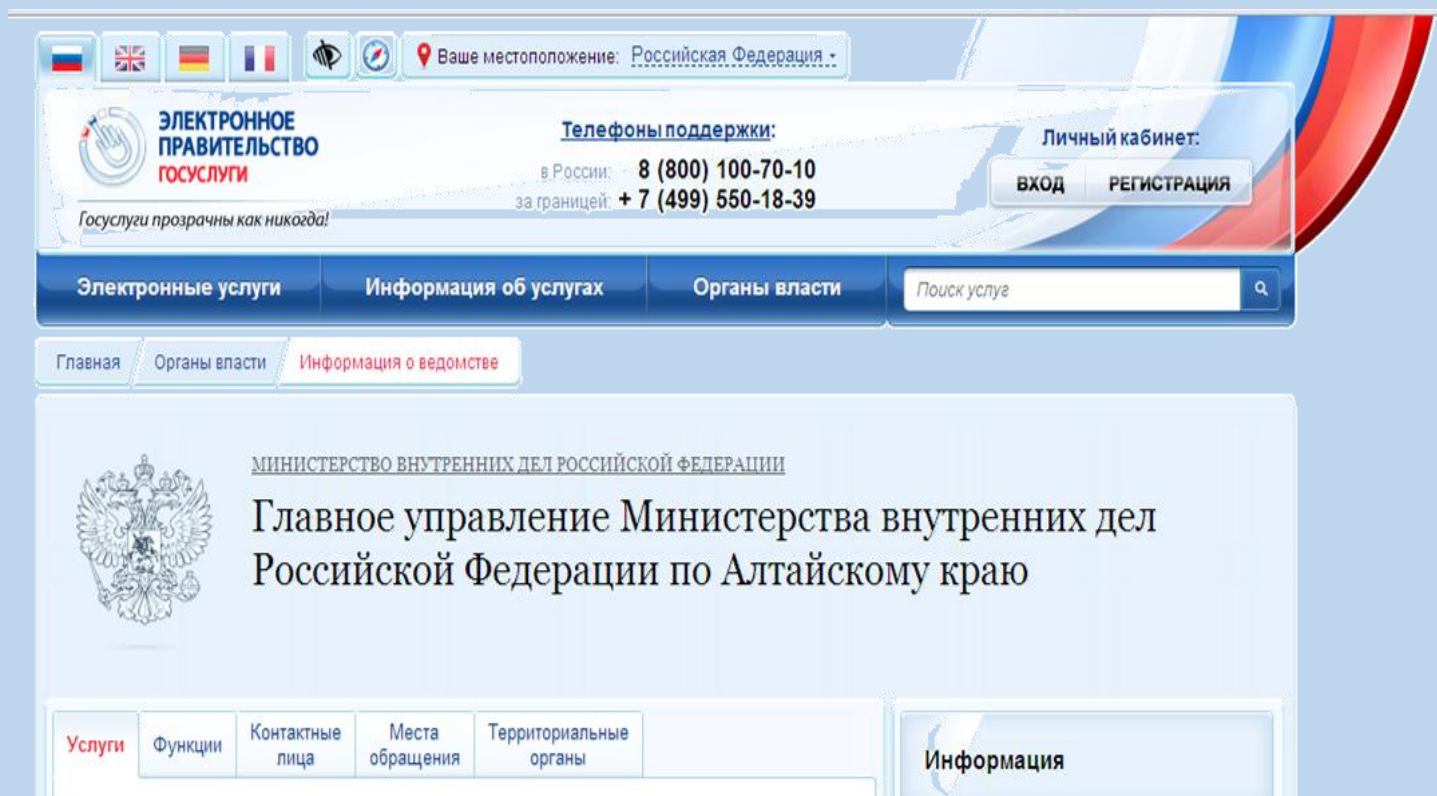 Ваше местоположение: Российская Федерация
ЭЛЕКТРОННОЕ
ПРАВИТЕЛЬСТВО
ГОСУСЛУГИ
Госуслуги прозрачны как никогда!
Телефоны поддержки:
в России: 8 (800) 100-70-10
за границей: + 7 (499) 550-18-39
Личный кабинет:
ВХОД РЕГИСТРАЦИЯ
Электронные услуги Информация об услугах Органы власти Поиск услуг
Главная Органы власти Информация о ведомстве
МИНИСТЕРСТВО ВНУТРЕННИХ ДЕЛ РОССИЙСКОЙ ФЕДЕРАЦИИ
Главное управление Министерства внутренних дел
Российской Федерации по Алтайскому краю
Услуги
Функции
Контактные
лица
Места
обращения
Территориальные
органы
Информация